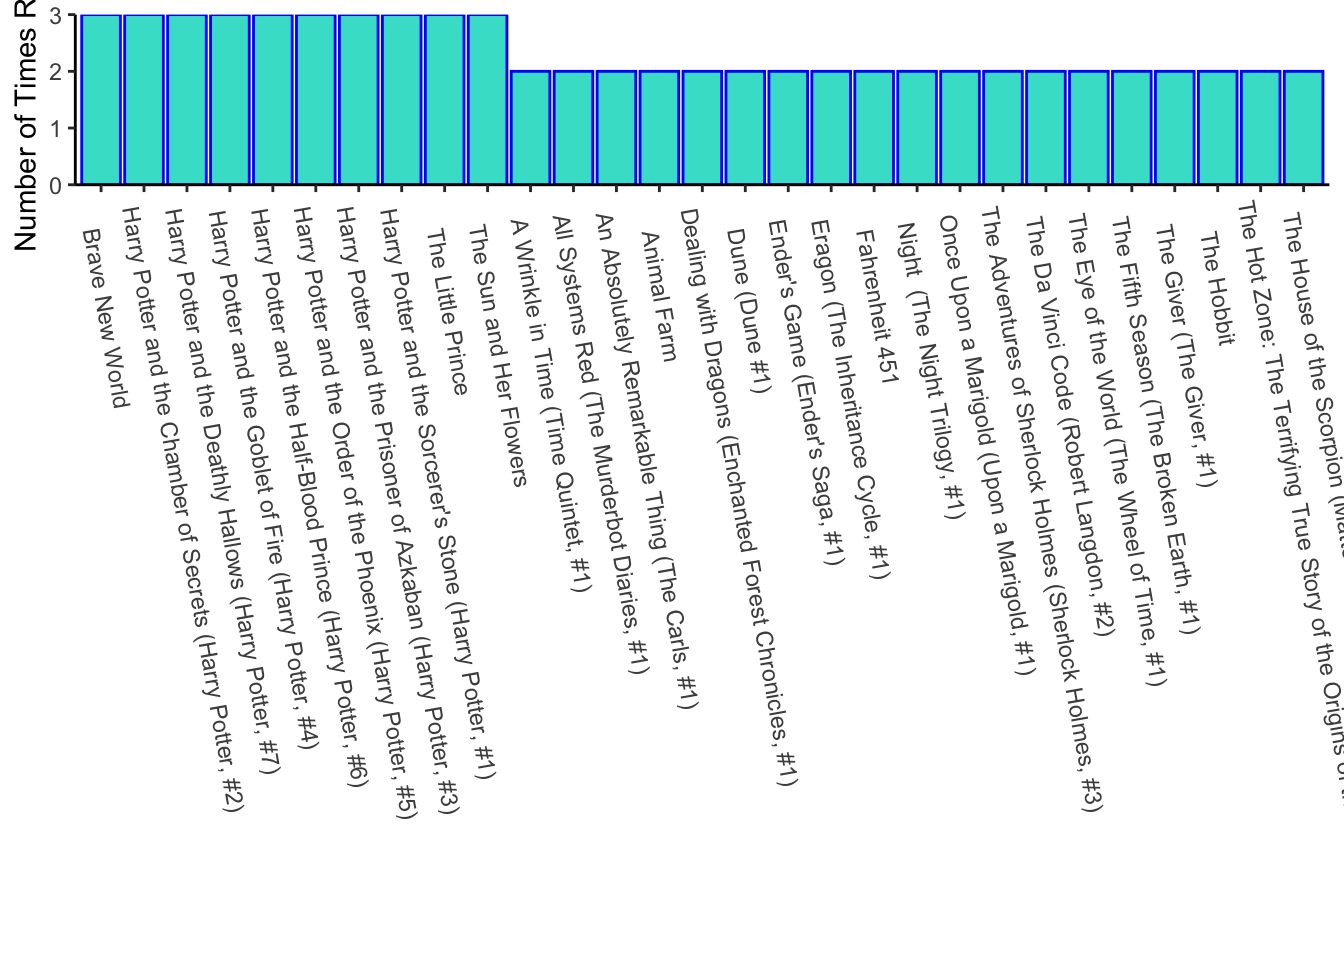 Number of Times R
3
2
1
0
Brave New World
Harry Potter and the Chamber of Secrets (Harry Potter, #2)
Harry Potter and the Deathly Hallows (Harry Potter, #7)
Harry Potter and the Goblet of Fire (Harry Potter, #4)
Harry Potter and the Half-Blood Prince (Harry Potter, #6)
Harry Potter and the Order of the Phoenix (Harry Potter, #5)
Harry Potter and the Prisoner of Azkaban (Harry Potter, #3)
Harry Potter and the Sorcerer's Stone (Harry Potter, #1)
The Little Prince
The Sun and Her Flowers
A Wrinkle in Time (Time Quintet, #1)
All Systems Red (The Murderbot Diaries, #1)
An Absolutely Remarkable Thing (The Carls, #1)
Animal Farm
Dealing with Dragons (Enchanted Forest Chronicles, #1)
Dune (Dune #1)
Ender's Game (Ender's Saga, #1)
Eragon (The Inheritance Cycle, #1)
Fahrenheit 451
Night  (The Night Trilogy, #1)
Once Upon a Marigold (Upon a Marigold, #1)
The Adventures of Sherlock Holmes (Sherlock Holmes, #3)
The Da Vinci Code (Robert Langdon, #2)
The Eye of the World (The Wheel of Time, #1)
The Fifth Season (The Broken Earth, #1)
The Giver (The Giver, #1)
The Hobbit
The Hot Zone: The Terrifying True Story of the Origins of
The House of the Scorpion